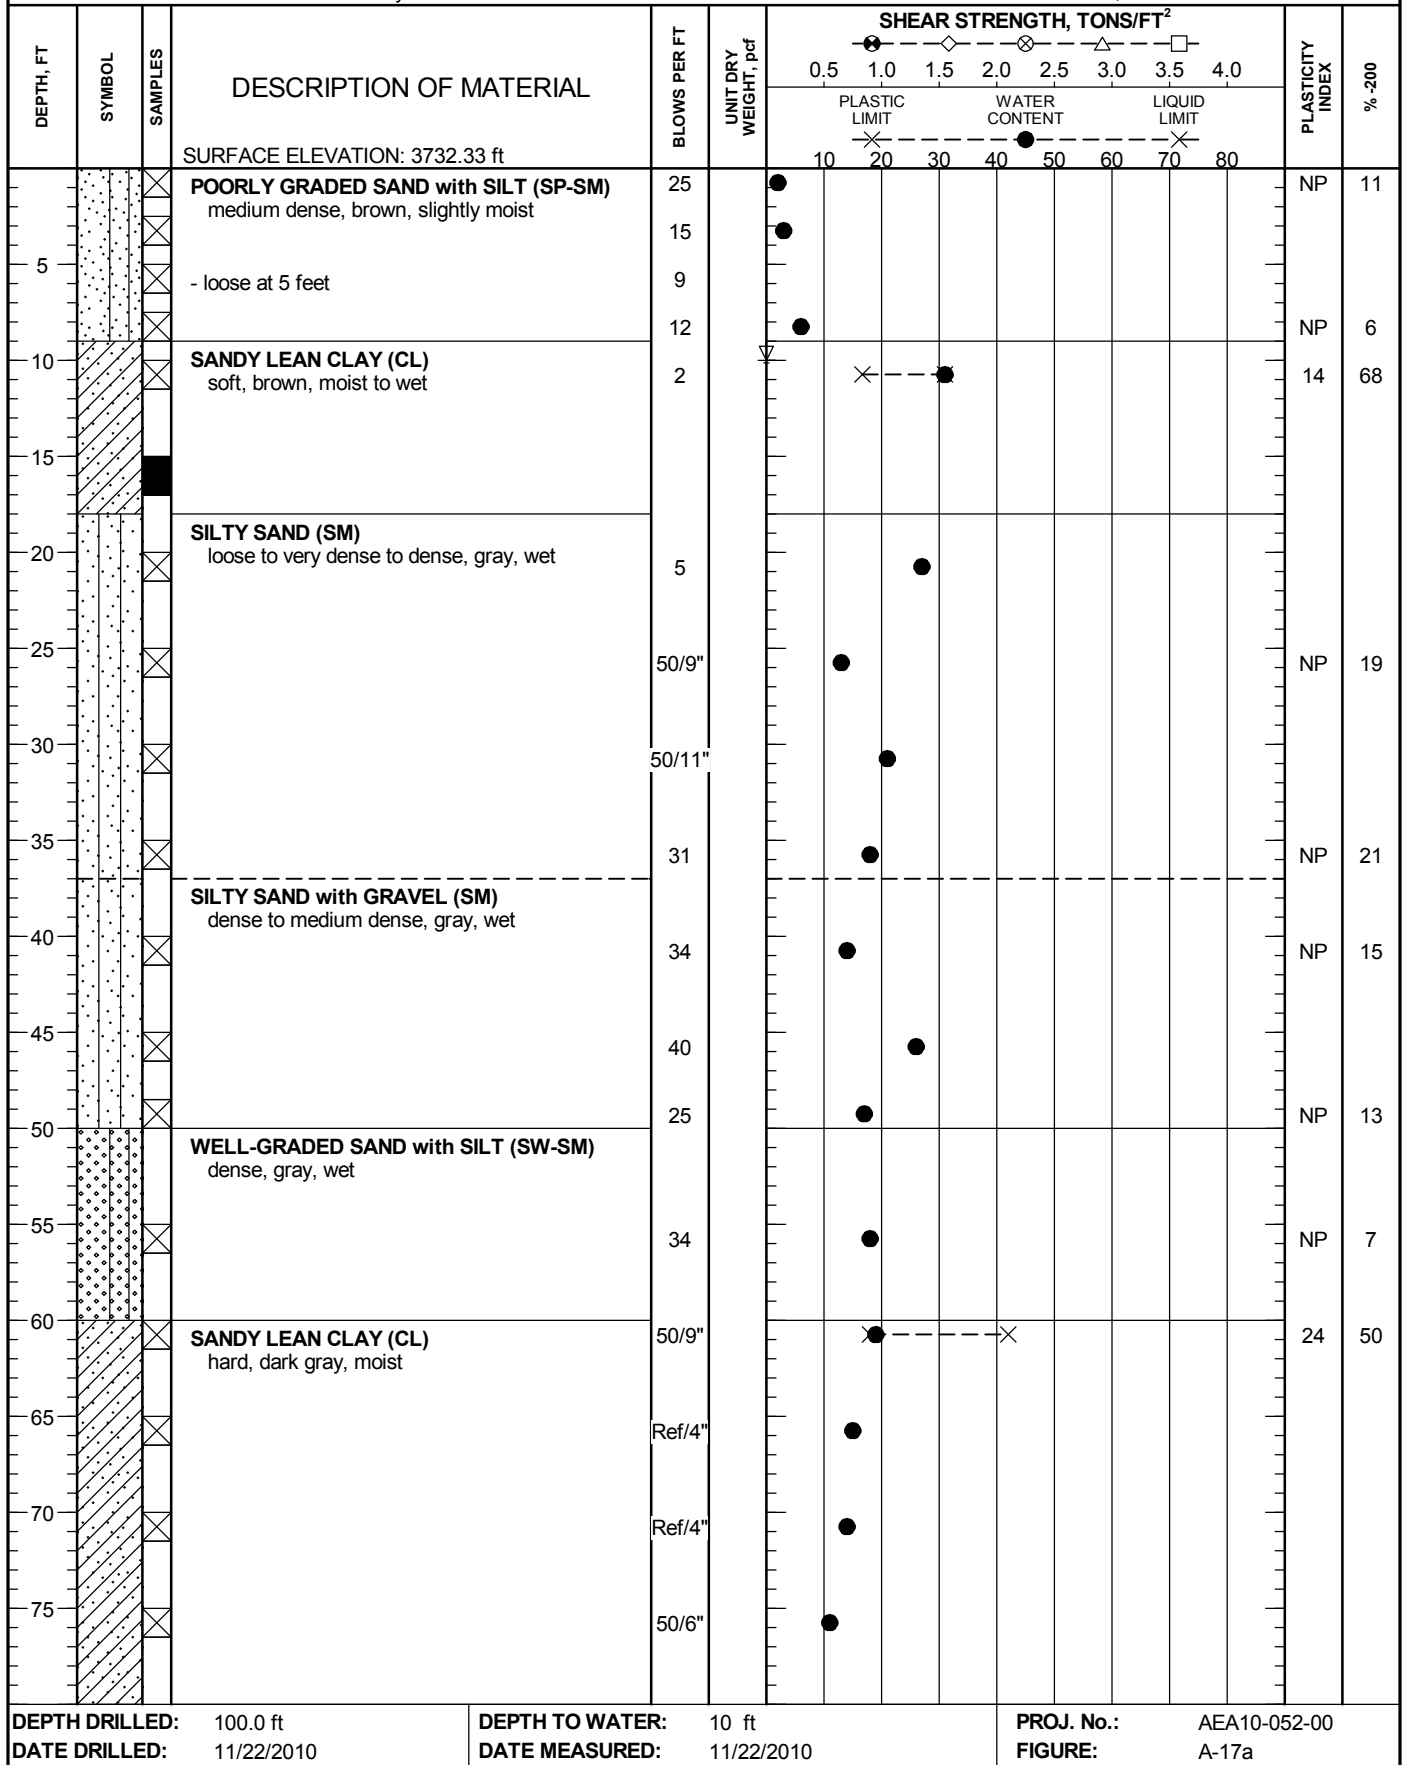 SHEAR STRENGTH, TONS/FT2
DEPTH, FT
SYMBOL
SAMPLES
DESCRIPTION OF MATERIAL
BLOWS PER FT
UNIT DRY
WEIGHT, pcf
0.5 1.0 1.5 2.0 2.5 3.0 3.5 4.0
PLASTICITY
INDEX
% -200
PLASTIC
LIMIT
WATER
CONTENT
LIQUID
LIMIT
SURFACE ELEVATION: 3732.33 ft
10 20 30 40 50 60 70 80
POORLY GRADED SAND with SILT (SP-SM) 25 NP 11
medium dense, brown, slightly moist
15
5
- loose at 5 feet 9
12 NP 6
SANDY LEAN CLAY (CL)
10
soft, brown, moist to wet 2 14 68
15
SILTY SAND (SM)
20
loose to very dense to dense, gray, wet 5
25
50/9" NP 19
30
50/11"
35
31 NP 21
SILTY SAND with GRAVEL (SM)
dense to medium dense, gray, wet
40
34 NP 15
45
40
25 NP 13
50
WELL-GRADED SAND with SILT (SW-SM)
dense, gray, wet
55
34 NP 7
60
SANDY LEAN CLAY (CL) 50/9" 24 50
hard, dark gray, moist
65
Ref/4"
70
Ref/4"
75
50/6"
DEPTH DRILLED: 100.0 ft DEPTH TO WATER: 10 ft PROJ. No.: AEA10-052-00
DATE DRILLED: 11/22/2010 DATE MEASURED: 11/22/2010 FIGURE: A-17a